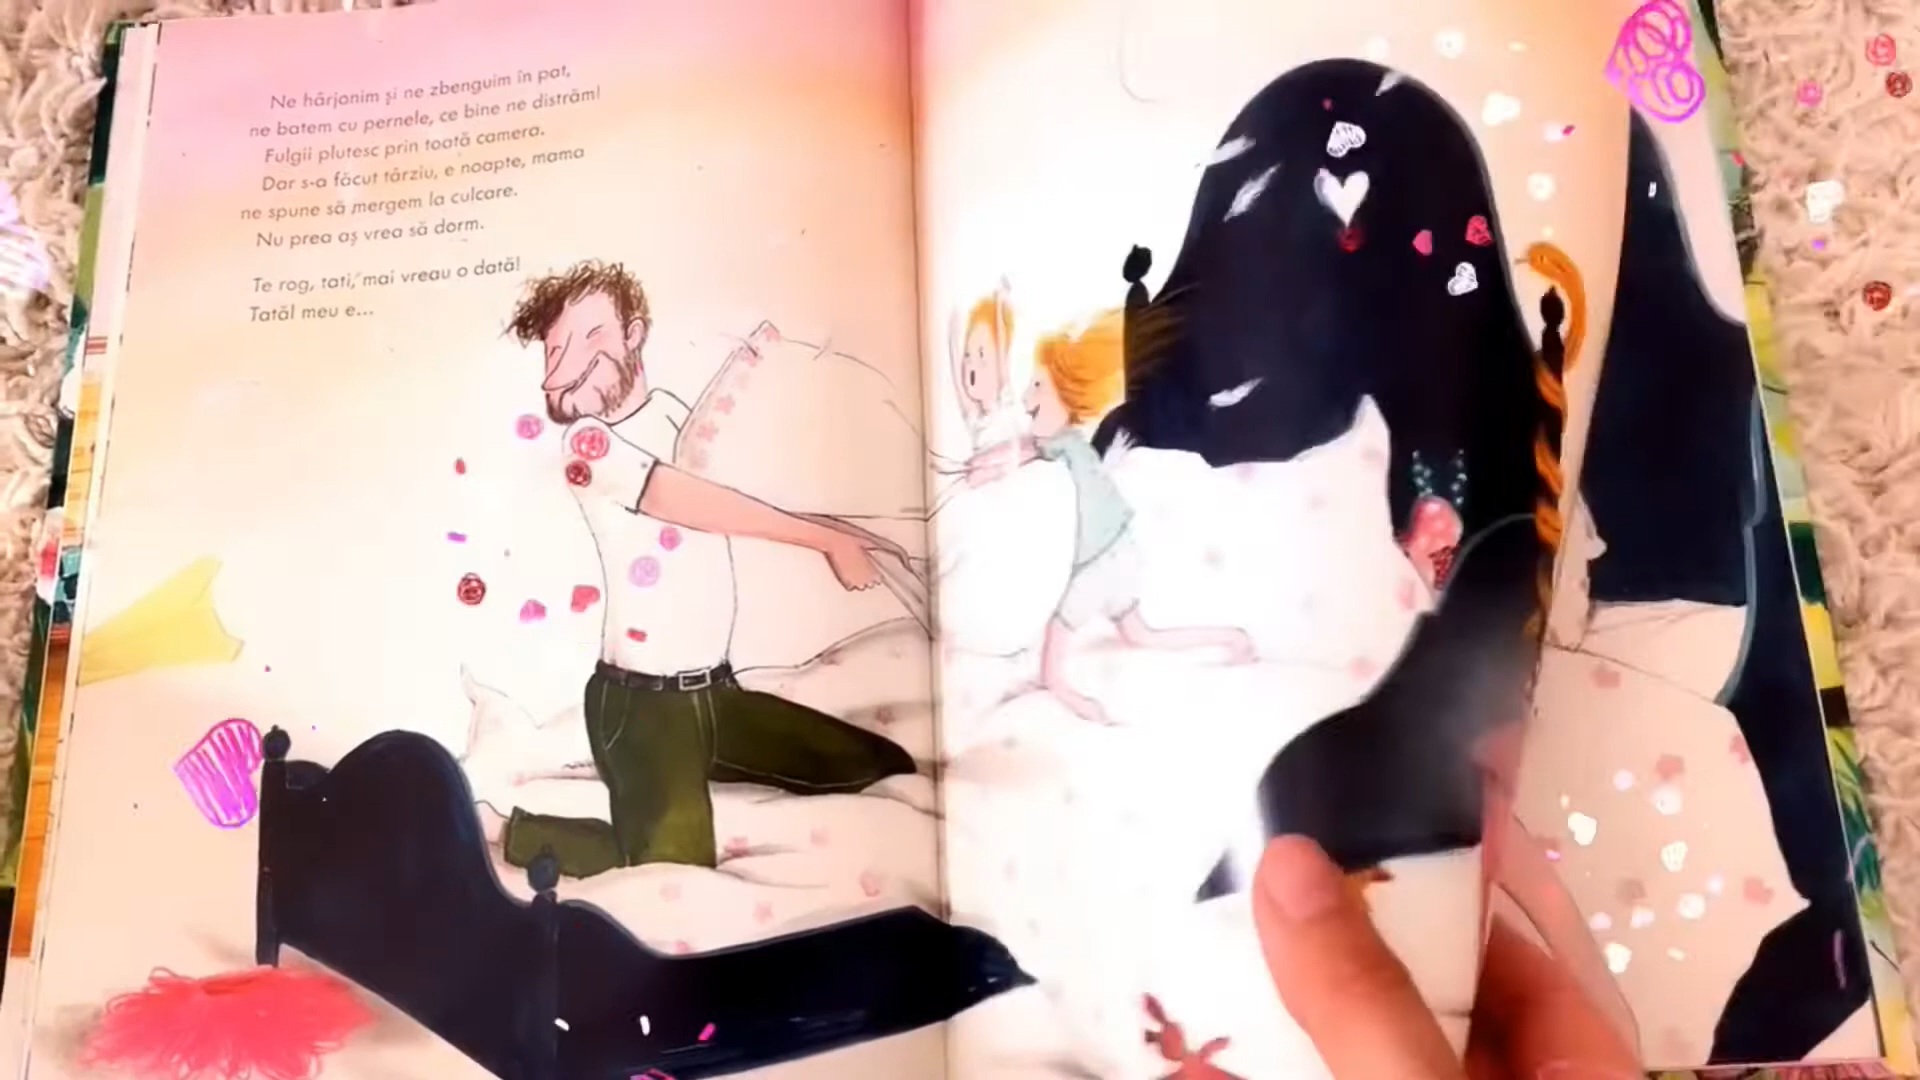 Ne hârjonim și ne zbenguim în pat,
ne batem cu pernele, ce bine ne distrăm!
Fulgii plutesc prin toată camera.
Dar s-a făcut târziu, e noapte, mama
ne spune să mergem la culcare.
Nu prea aș vrea să dorm.
Te rog, tati, mai vreau o dată!
Tatăl meu e...